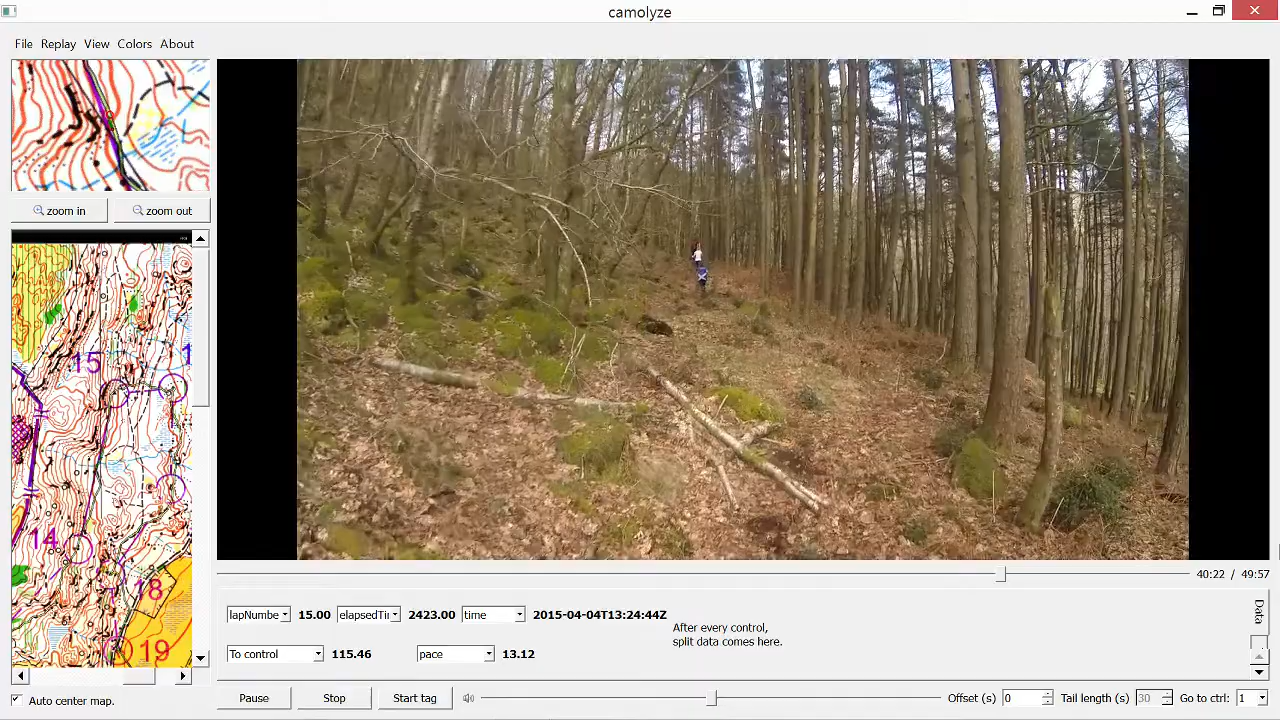 camolyze
File Replay View Colors About
zoom in zoom out
15
1
14
18
19
40:22 / 49:57
lapNumbe 15.00 elapsedTi 2423.00 time 2015-04-04T13:24:44Z
After every control,
split data comes here.
To control 115.46 pace 13.12
Data
Auto center map.
Pause Stop Start tag Offset (s) 0 Tail length (s) 30 Go to ctrl: 1